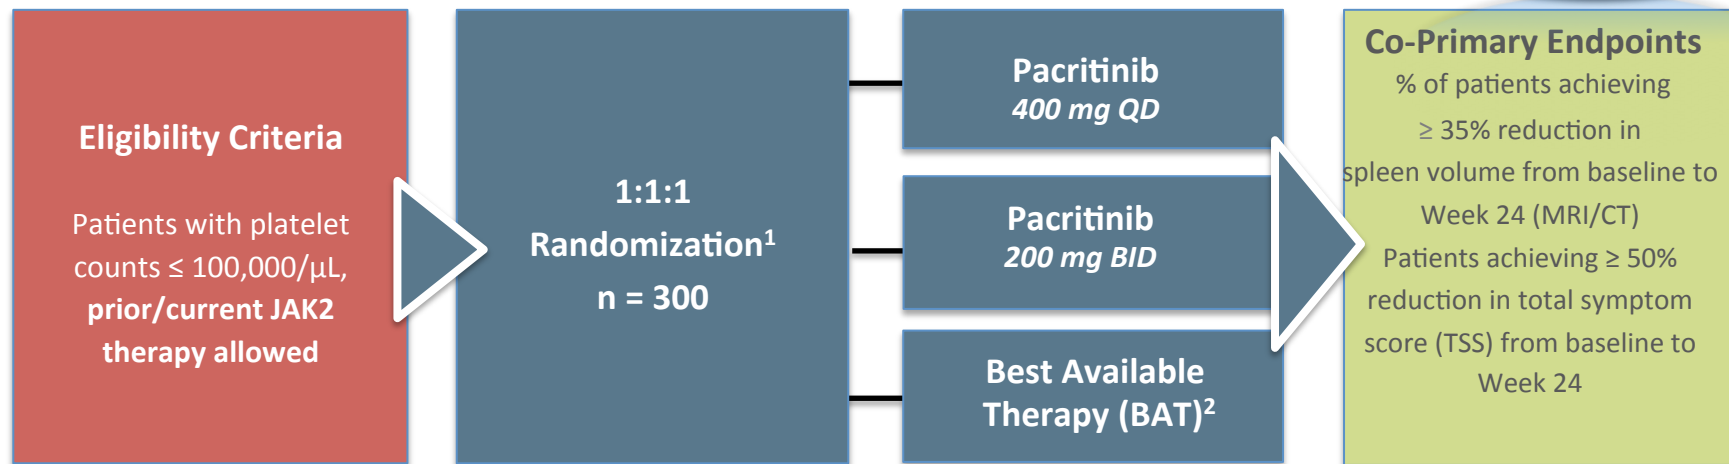 Eligibility Criteria
Patients with platelet
counts ≤ 100,000/µL,
prior/current JAK2
therapy allowed
1:1:1
Randomization¹
n = 300
Pacritinib
400 mg QD
Pacritinib
200 mg BID
Best Available
Therapy (BAT)²
Co-Primary Endpoints
% of patients achieving
≥ 35% reduction in
spleen volume from baseline to
Week 24 (MRI/CT)
Patients achieving ≥ 50%
reduction in total symptom
score (TSS) from baseline to
Week 24